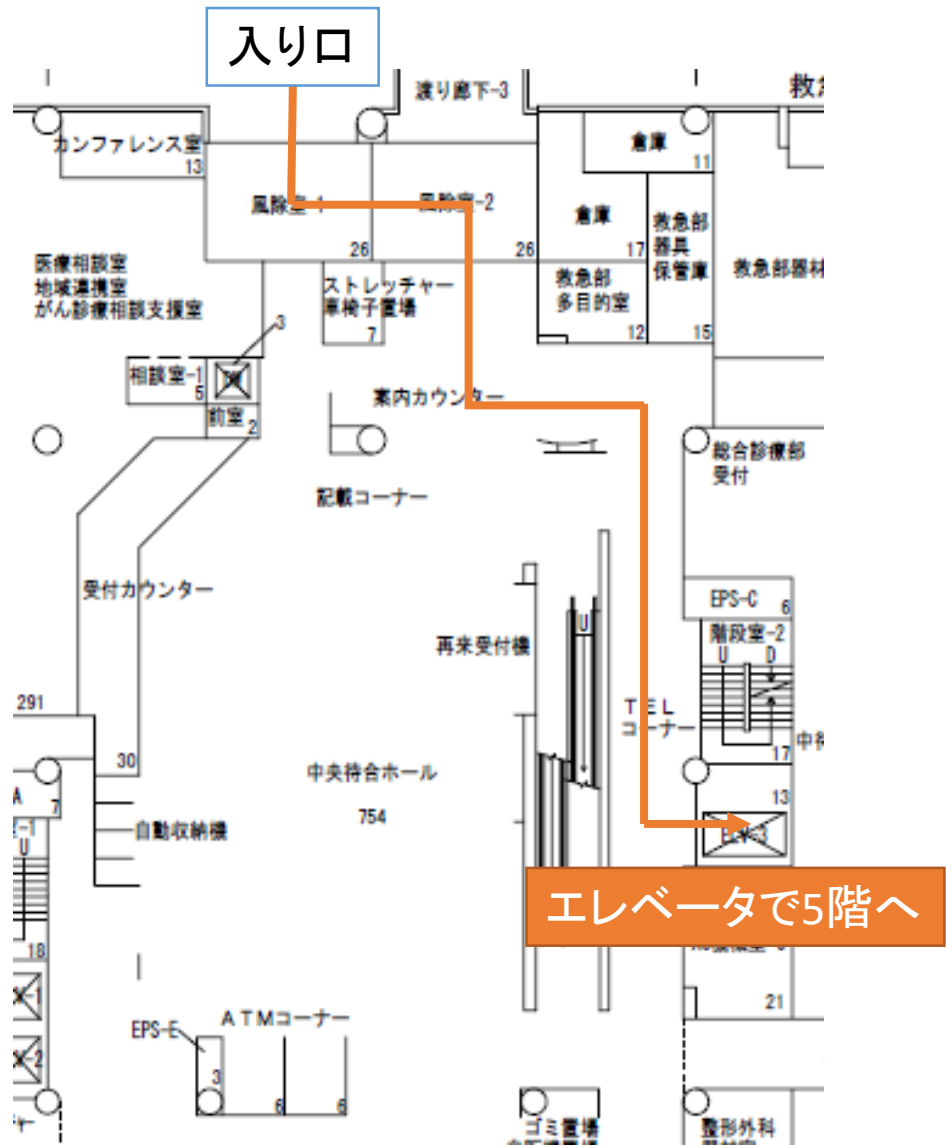 入り口
渡り廊下-3
カンファレンス室
13
倉庫
11
風除室-1
26
風除室-2
26
倉庫
17
救急部
器具
保管庫
15
救急部器材
救急部
多目的室
12
医療相談室
地域連携室
がん診療相談支援室
ストレッチャー
車椅子置場
7
3
相談室-1
5
前室
2
案内カウンター
総合診療部
受付
記載コーナー
受付カウンター
EPS-C
6
階段室-2
U
D
17
再来受付機
U
TEL
コーナー
291
30
中央待合ホール
754
13
ELV-3
A
7
自動収納機
U
エレベータで5階へ
18
21
EPS-E
3
ATMコーナー
6
6
ゴミ置場
整形外科